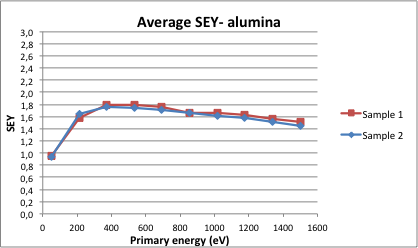 Average SEY- alumina
3,0
2,8
2,6
2,4
2,2
2,0
1,8
1,6
1,4
1,2
1,0
0,8
0,6
0,4
0,2
0,0
SEY
0 200 400 600 800 1000 1200 1400 1600
Primary energy (eV)
Sample 1
Sample 2